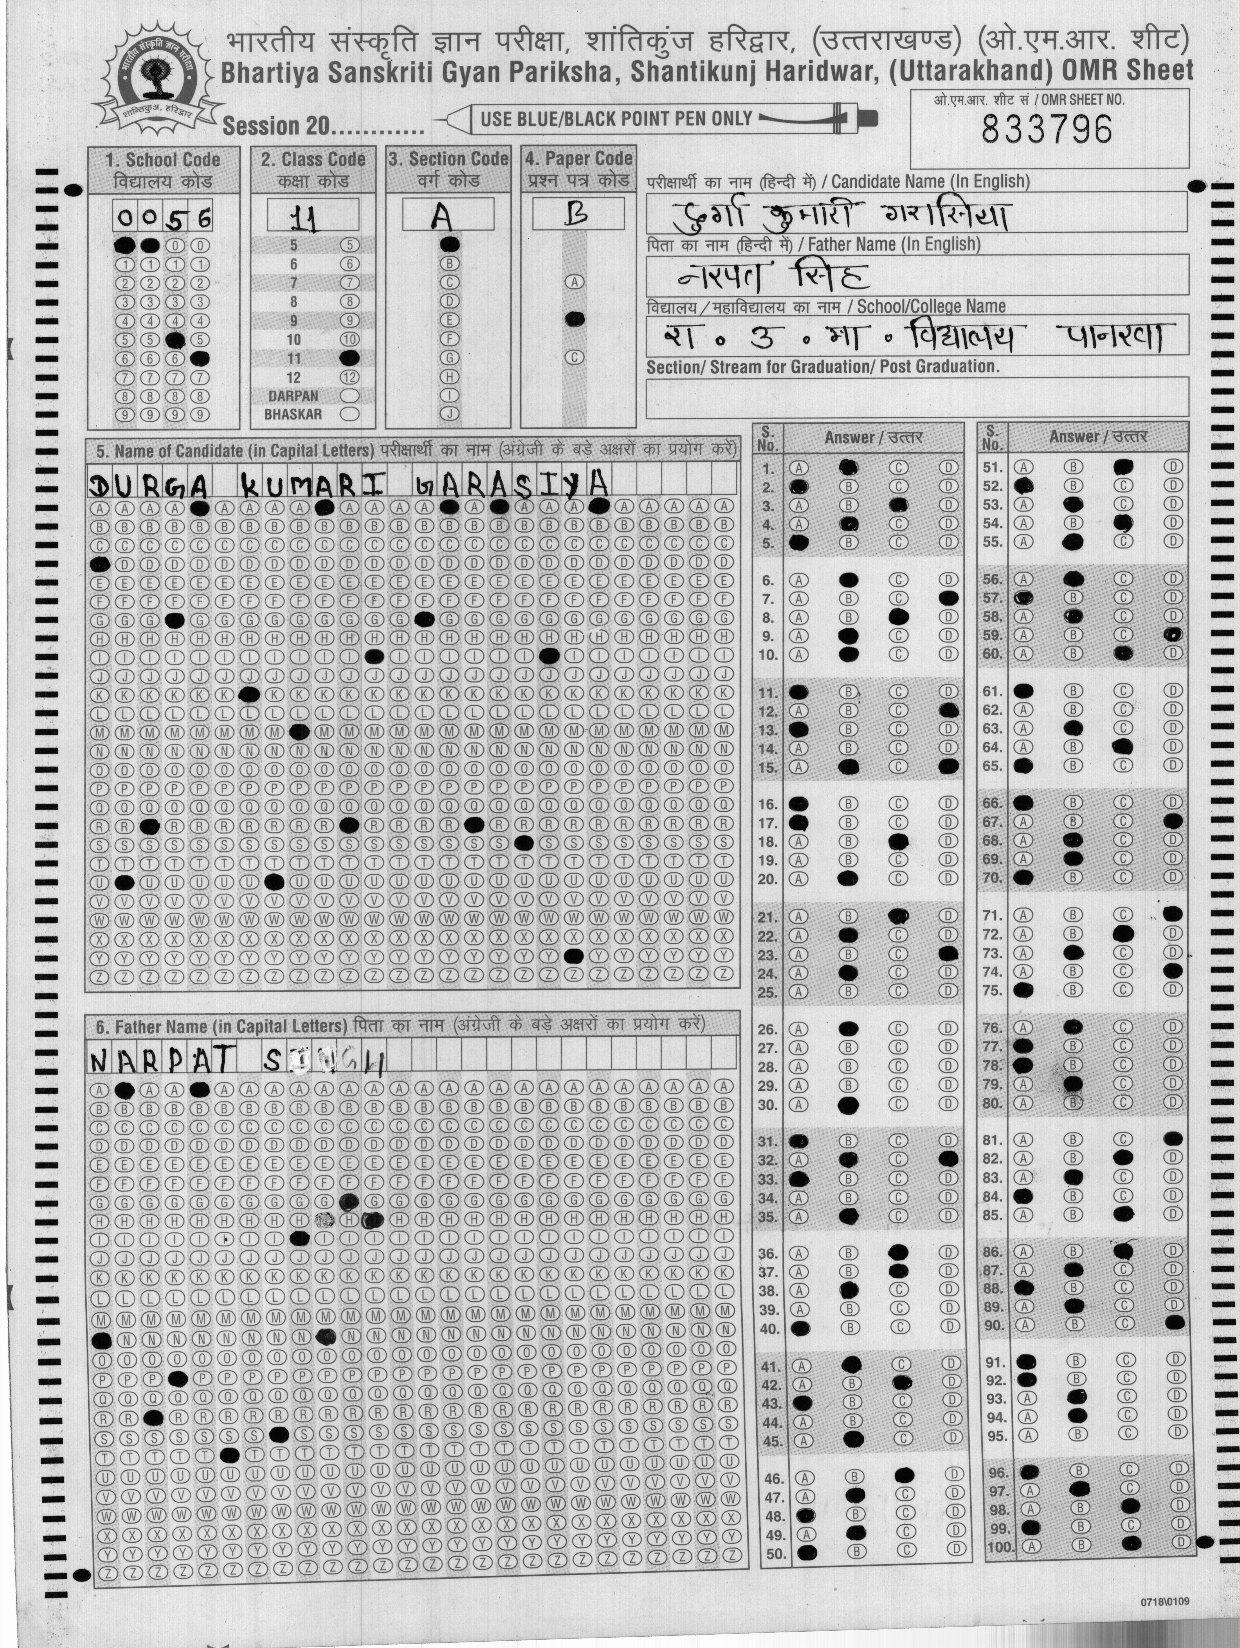 भारतीय संस्कृति ज्ञान परीक्षा, शांतिकुंज हरिद्वार, (उत्तराखण्ड) (ओ.एम.आर. शीट)
Bhartiya Sanskriti Gyan Pariksha, Shantikunj Haridwar, (Uttarakhand) OMR Sheet
Session 20............
USE BLUE/BLACK POINT PEN ONLY
ओ.एम.आर. शीट सं / OMR SHEET NO.
833796
1. School Code
विद्यालय कोड
0056
2. Class Code
कक्षा कोड
11
5
6
7
8
9
10
11
12
DARPAN
BHASKAR
3. Section Code
वर्ग कोड
A
4. Paper Code
प्रश्न पत्र कोड
B
परीक्षार्थी का नाम (हिन्दी में) / Candidate Name (In English)
दुर्गा कुमारी गरासिया
पिता का नाम (हिन्दी में) / Father Name (In English)
नरपत सिंह
विद्यालय / महाविद्यालय का नाम / School/College Name
रा . उ . मा . विद्यालय पानरवा
Section/ Stream for Graduation/ Post Graduation.
5. Name of Candidate (in Capital Letters) परीक्षार्थी का नाम (अंग्रेजी के बड़े अक्षरों का प्रयोग करें)
DURGA KUMARI GARASIYA
6. Father Name (in Capital Letters) पिता का नाम (अंग्रेजी के बड़े अक्षरों का प्रयोग करें)
NARPAT SINGH
S. No. Answer / उत्तर
S. No. Answer / उत्तर
0718\0109